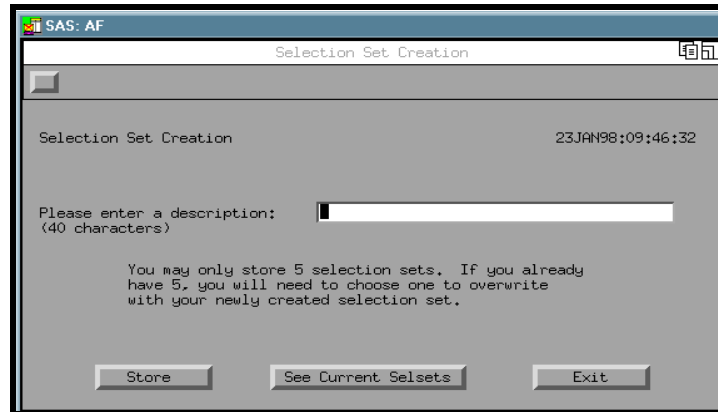 SAS: AF
Selection Set Creation
Selection Set Creation 23JAN98:09:46:32
Please enter a description:
(40 characters)
You may only store 5 selection sets. If you already
have 5, you will need to choose one to overwrite
with your newly created selection set.
Store See Current Selsets Exit